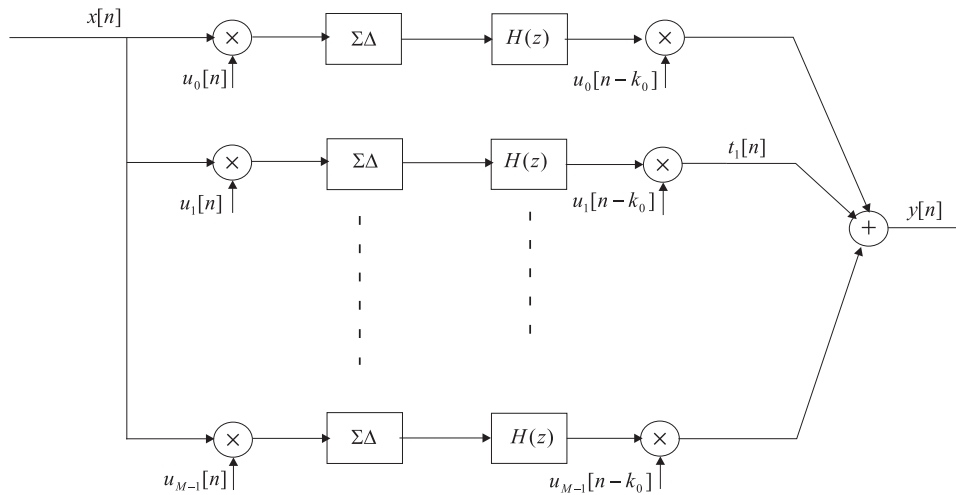 x[n]
× ΣΔ H(z) ×
u₀[n] u₀[n−k₀]
× ΣΔ H(z) × t₁[n]
u₁[n] u₁[n−k₀]
+ y[n]
× ΣΔ H(z) ×
u_{M−1}[n] u_{M−1}[n−k₀]